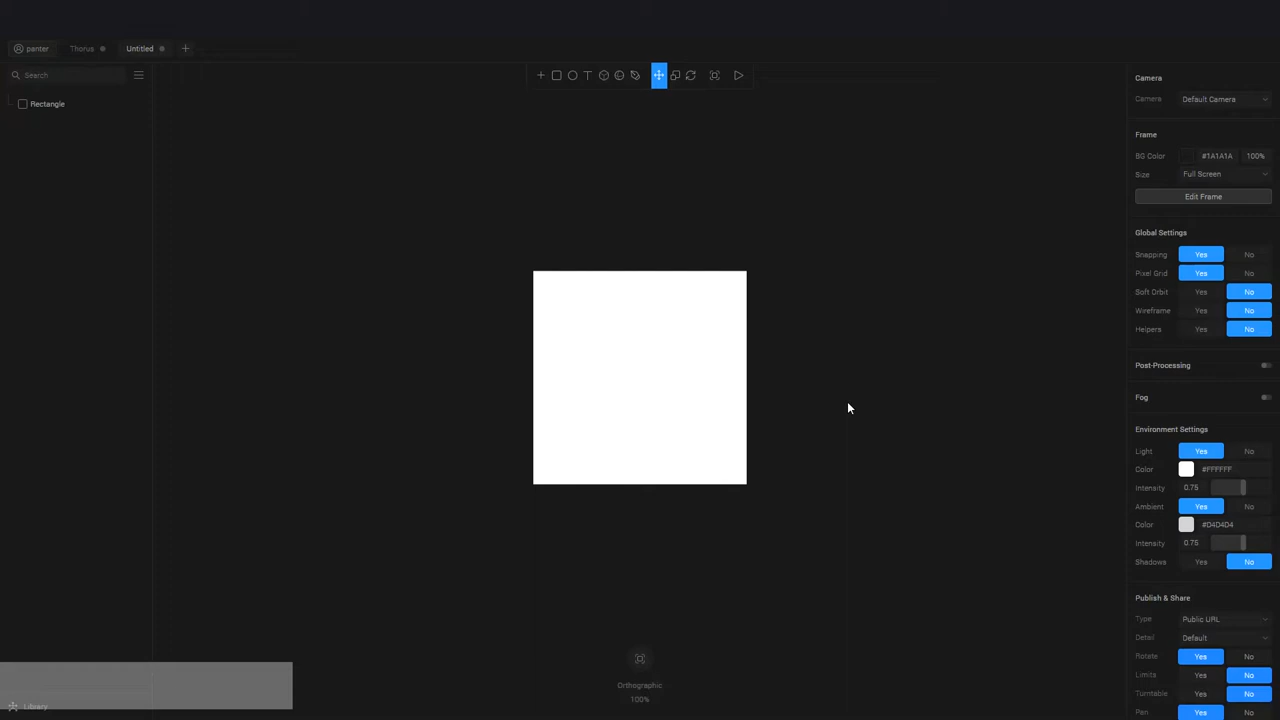 panter Thorus Untitled
Search
Rectangle
T
Camera
Camera Default Camera
Frame
BG Color #1A1A1A 100%
Size Full Screen
Edit Frame
Global Settings
Snapping Yes No
Pixel Grid Yes No
Soft Orbit Yes No
Wireframe Yes No
Helpers Yes No
Post-Processing
Fog
Environment Settings
Light Yes No
Color #FFFFFF
Intensity 0.75
Ambient Yes No
Color #D4D4D4
Intensity 0.75
Shadows Yes No
Publish & Share
Type Public URL
Detail Default
Rotate Yes No
Limits Yes No
Turntable Yes No
Pen Yes No
Orthographic
100%
Library